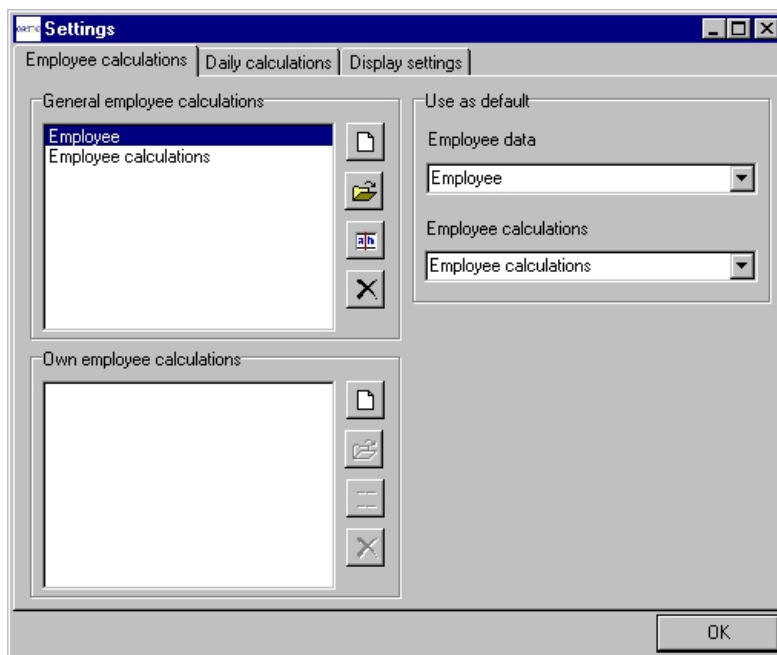 Settings
Employee calculations
Daily calculations
Display settings
General employee calculations
Employee
Employee calculations
Use as default
Employee data
Employee
Employee calculations
Employee calculations
Own employee calculations
OK